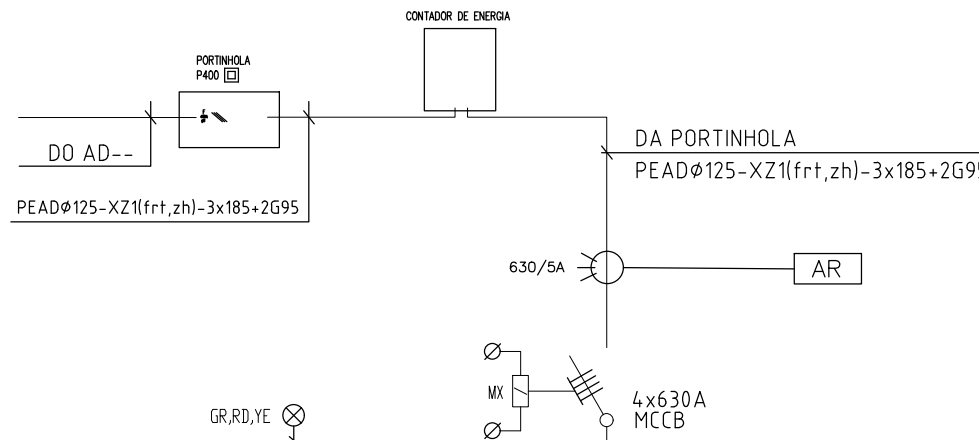 CONTADOR DE ENERGIA
PORTINHOLA
P400
DO AD--
DA PORTINHOLA
PEADØ125-XZ1(frt,zh)-3x185+2G95
PEADØ125-XZ1(frt,zh)-3x185+2G95
630/5A
AR
MX
4x630A
MCCB
GR,RD,YE